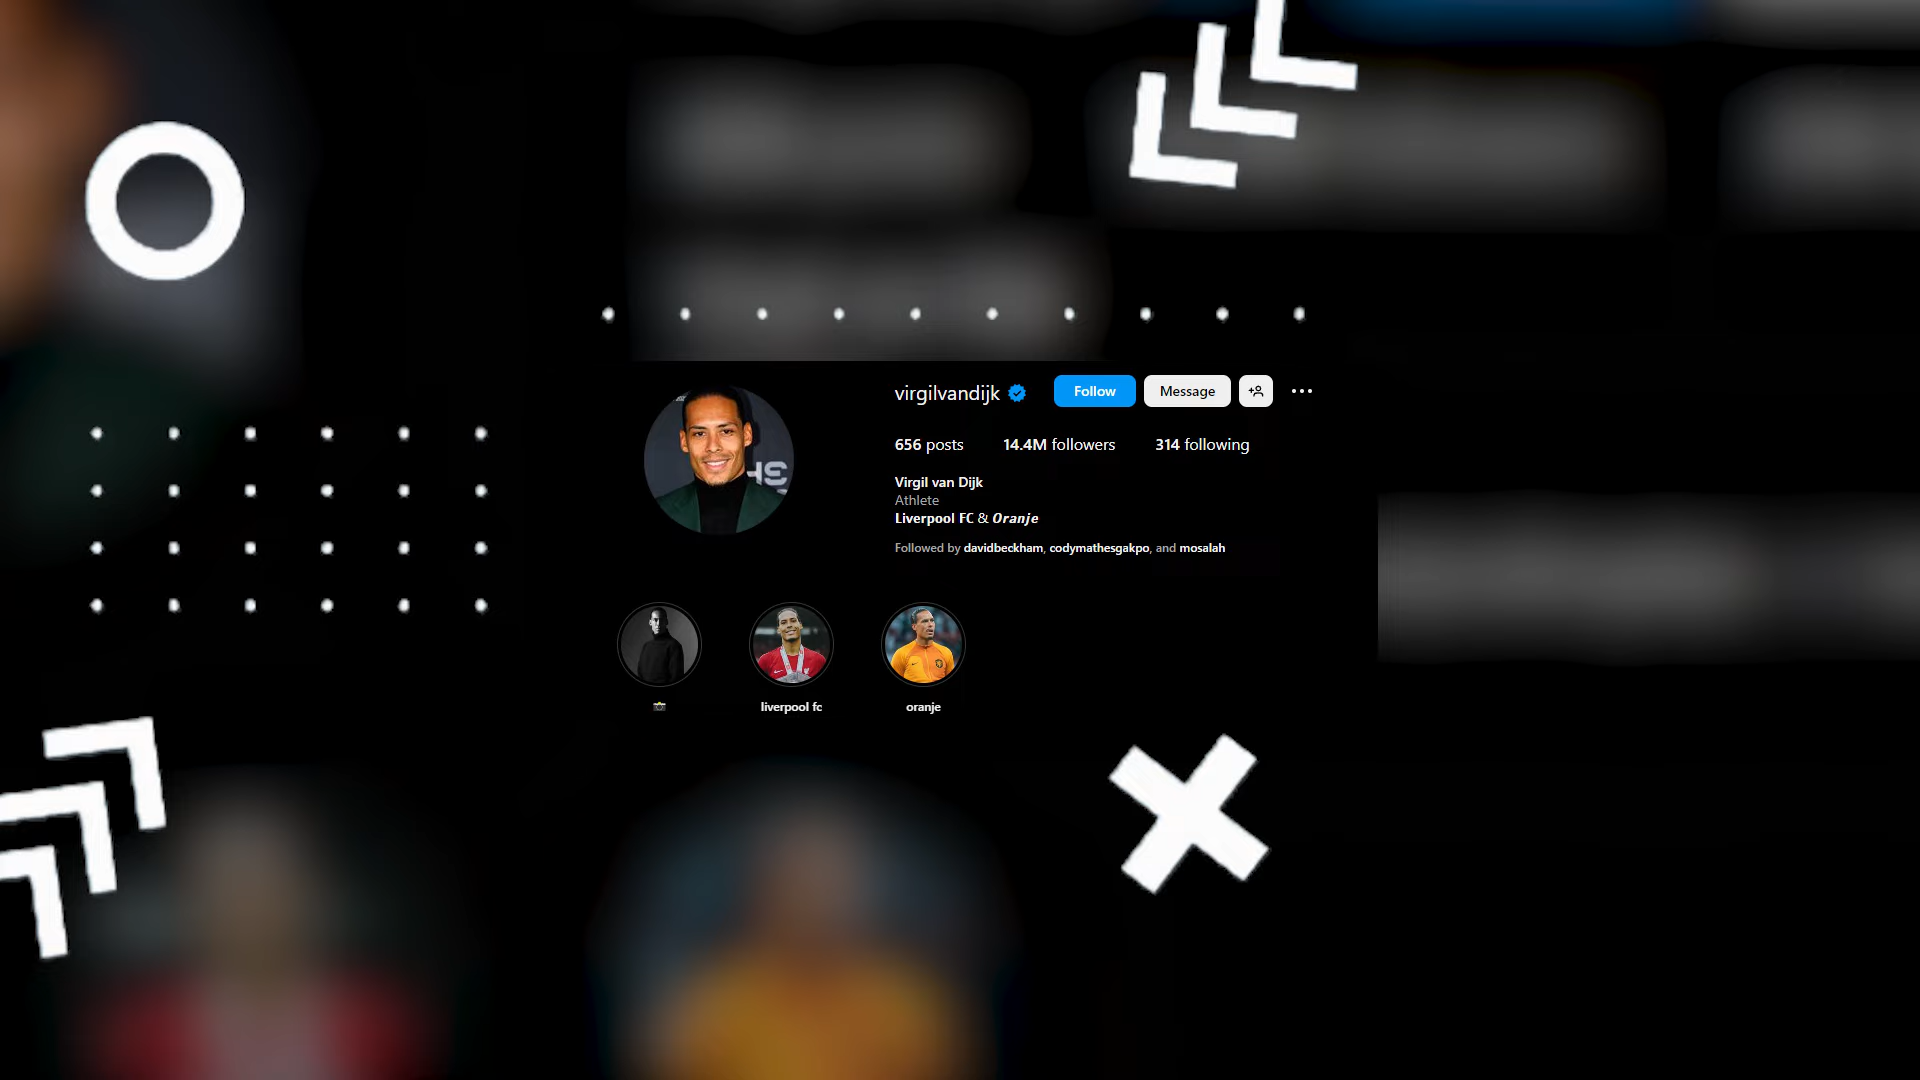 virgilvandijk
Follow
Message
656 posts 14.4M followers 314 following
Virgil van Dijk
Athlete
Liverpool FC & Oranje
Followed by davidbeckham, codymathesgakpo, and mosalah
liverpool fc
oranje